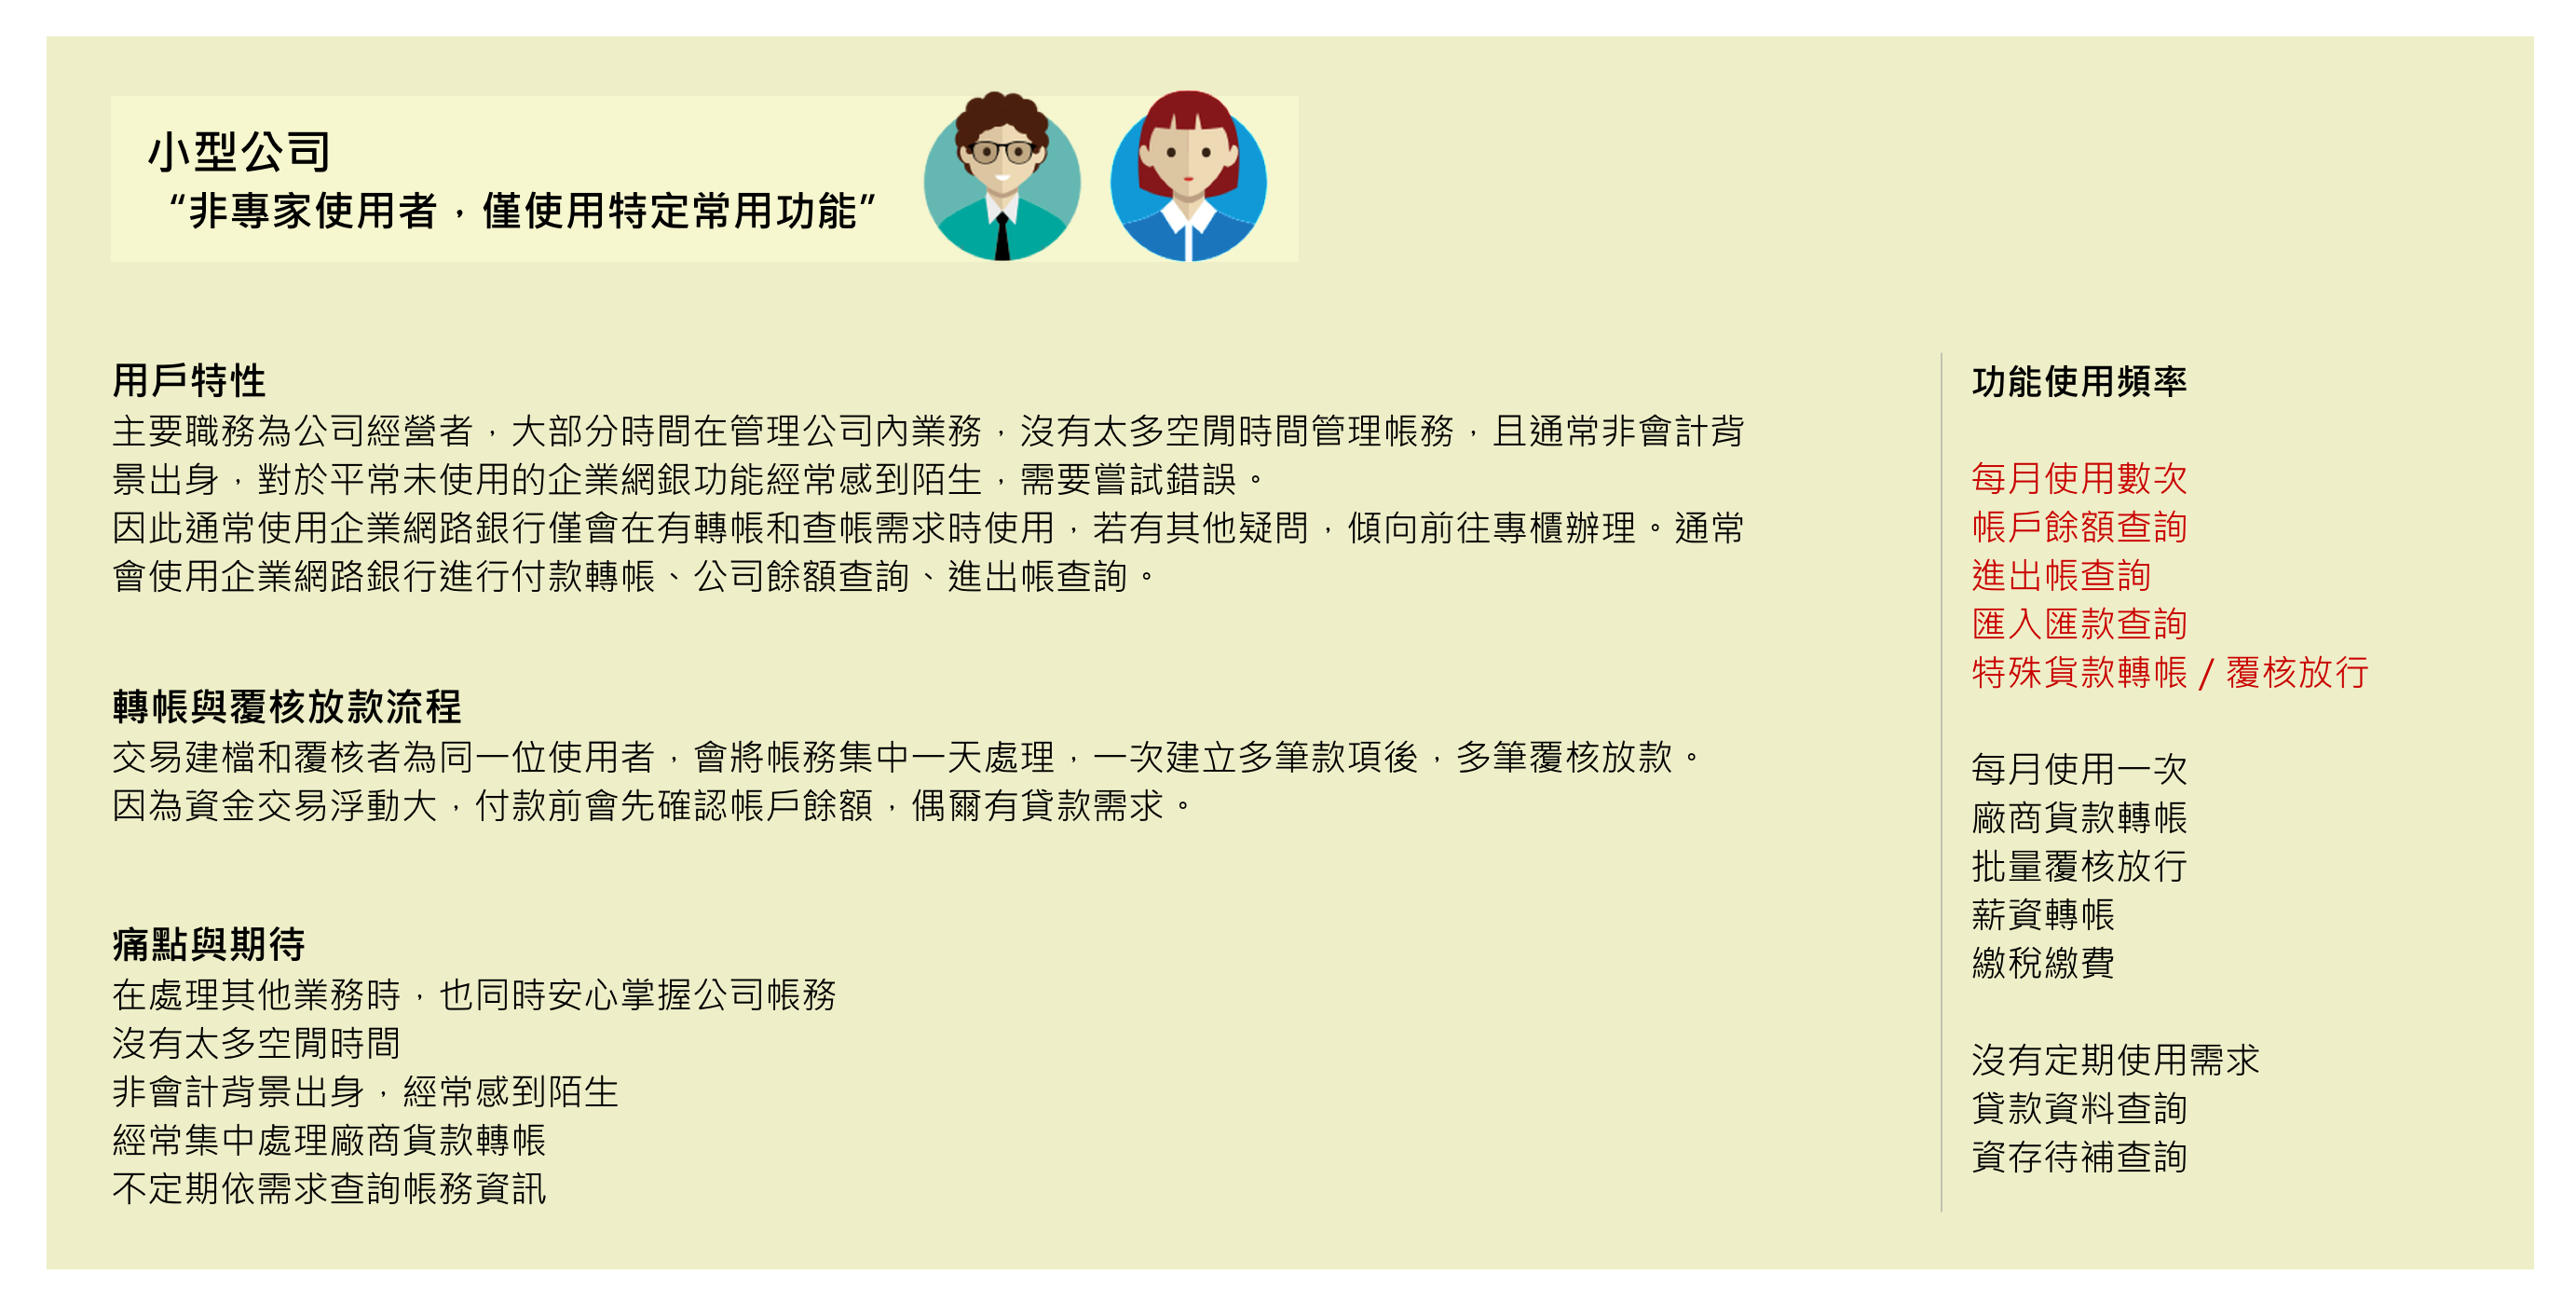 小型公司
“非專家使用者，僅使用特定常用功能”
用戶特性
主要職務為公司經營者，大部分時間在管理公司內業務，沒有太多空閒時間管理帳務，且通常非會計背
景出身，對於平常未使用的企業網銀功能經常感到陌生，需要嘗試錯誤。
因此通常使用企業網路銀行僅會在有轉帳和查帳需求時使用，若有其他疑問，傾向前往專櫃辦理。通常
會使用企業網路銀行進行付款轉帳、公司餘額查詢、進出帳查詢。
轉帳與覆核放款流程
交易建檔和覆核者為同一位使用者，會將帳務集中一天處理，一次建立多筆款項後，多筆覆核放款。
因為資金交易浮動大，付款前會先確認帳戶餘額，偶爾有貸款需求。
痛點與期待
在處理其他業務時，也同時安心掌握公司帳務
沒有太多空閒時間
非會計背景出身，經常感到陌生
經常集中處理廠商貨款轉帳
不定期依需求查詢帳務資訊
功能使用頻率
每月使用數次
帳戶餘額查詢
進出帳查詢
匯入匯款查詢
特殊貨款轉帳 / 覆核放行
每月使用一次
廠商貨款轉帳
批量覆核放行
薪資轉帳
繳稅繳費
沒有定期使用需求
貸款資料查詢
資存待補查詢